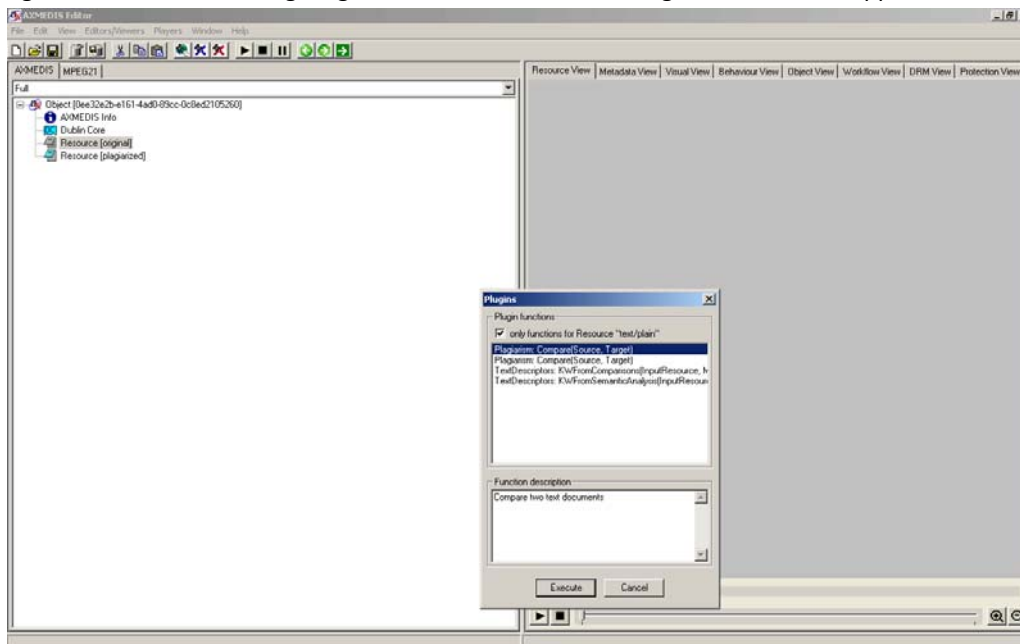 AXMEDIS Editor
File Edit View Editors/Viewers Players Window Help
AXMEDIS MPEG21
Full
Object [0ee32e2b-e161-4ad0-89cc-0c8ed2105260]
AXMEDIS Info
Dublin Core
Resource [original]
Resource [plagiarized]
Resource View Metadata View Visual View Behaviour View Object View Workflow View DRM View Protection View
Plugins
Plugin functions
only functions for Resource "text/plain"
Plagiarism: Compare(Source, Target)
Plagiarism: Compare(Source, Target)
TextDescriptors: KWFromComparisons(InputResource,
TextDescriptors: KWFromSemanticAnalysis(InputResour
Function description
Compare two text documents
Execute Cancel